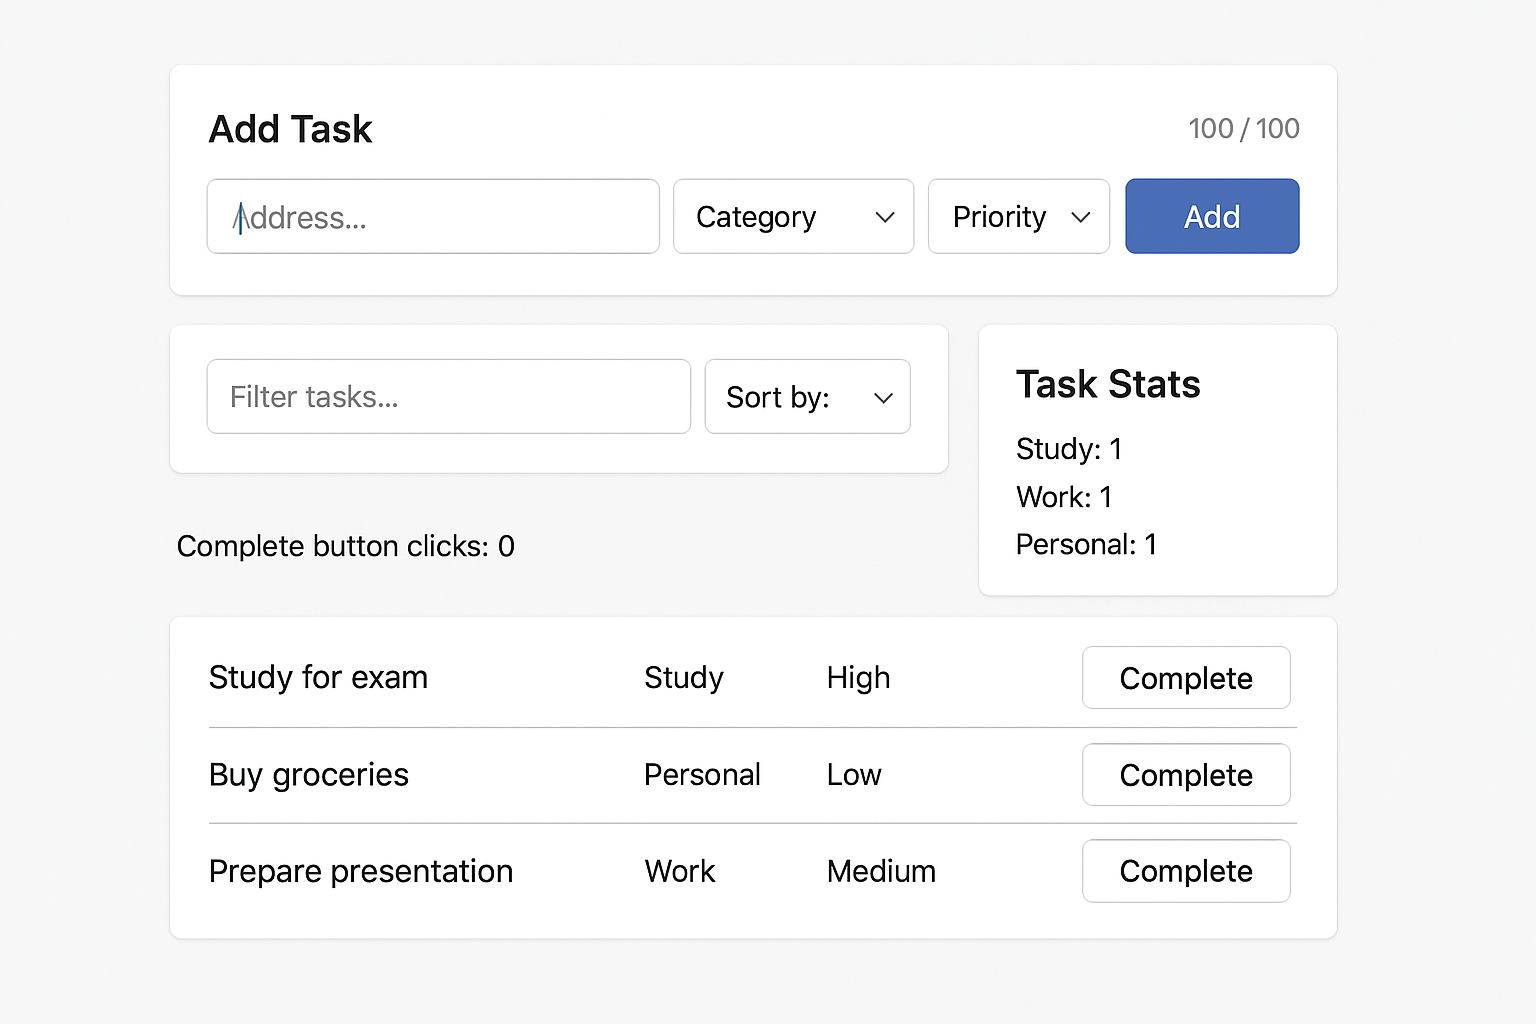 Add Task
100 / 100
Address...
Category
Priority
Add
Filter tasks...
Sort by:
Task Stats
Study: 1
Work: 1
Personal: 1
Complete button clicks: 0
Study for exam Study High Complete
Buy groceries Personal Low Complete
Prepare presentation Work Medium Complete